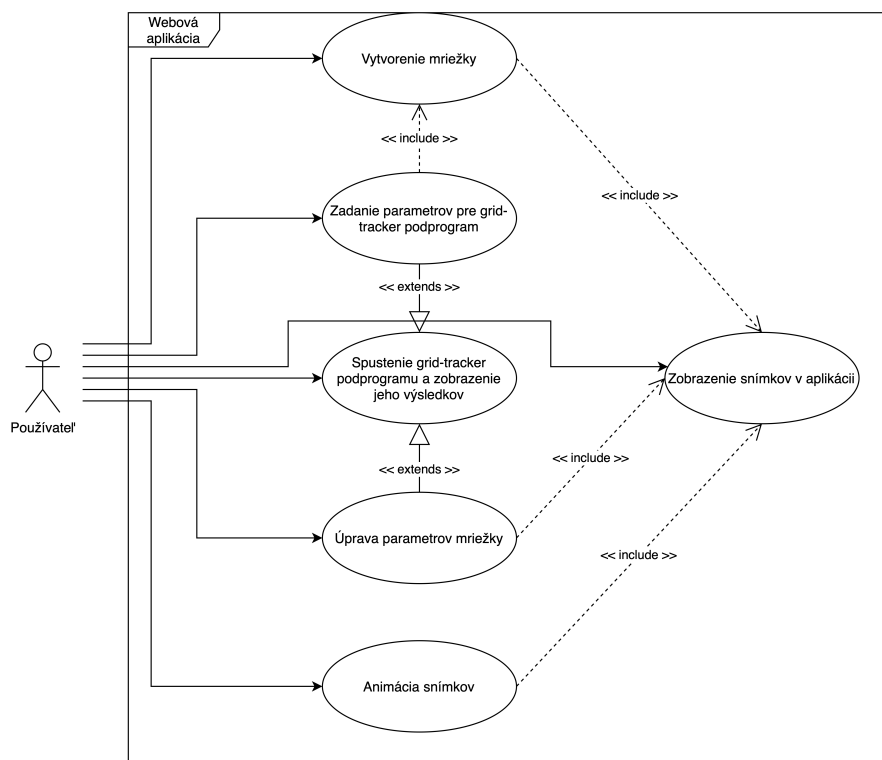 Webová
aplikácia
Vytvorenie mriežky
<< include >>
<< include >>
Zadanie parametrov pre grid-
tracker podprogram
<< extends >>
Spustenie grid-tracker
podprogramu a zobrazenie
jeho výsledkov
Zobrazenie snímkov v aplikácii
Používateľ
<< include >>
<< extends >>
Úprava parametrov mriežky
<< include >>
Animácia snímkov